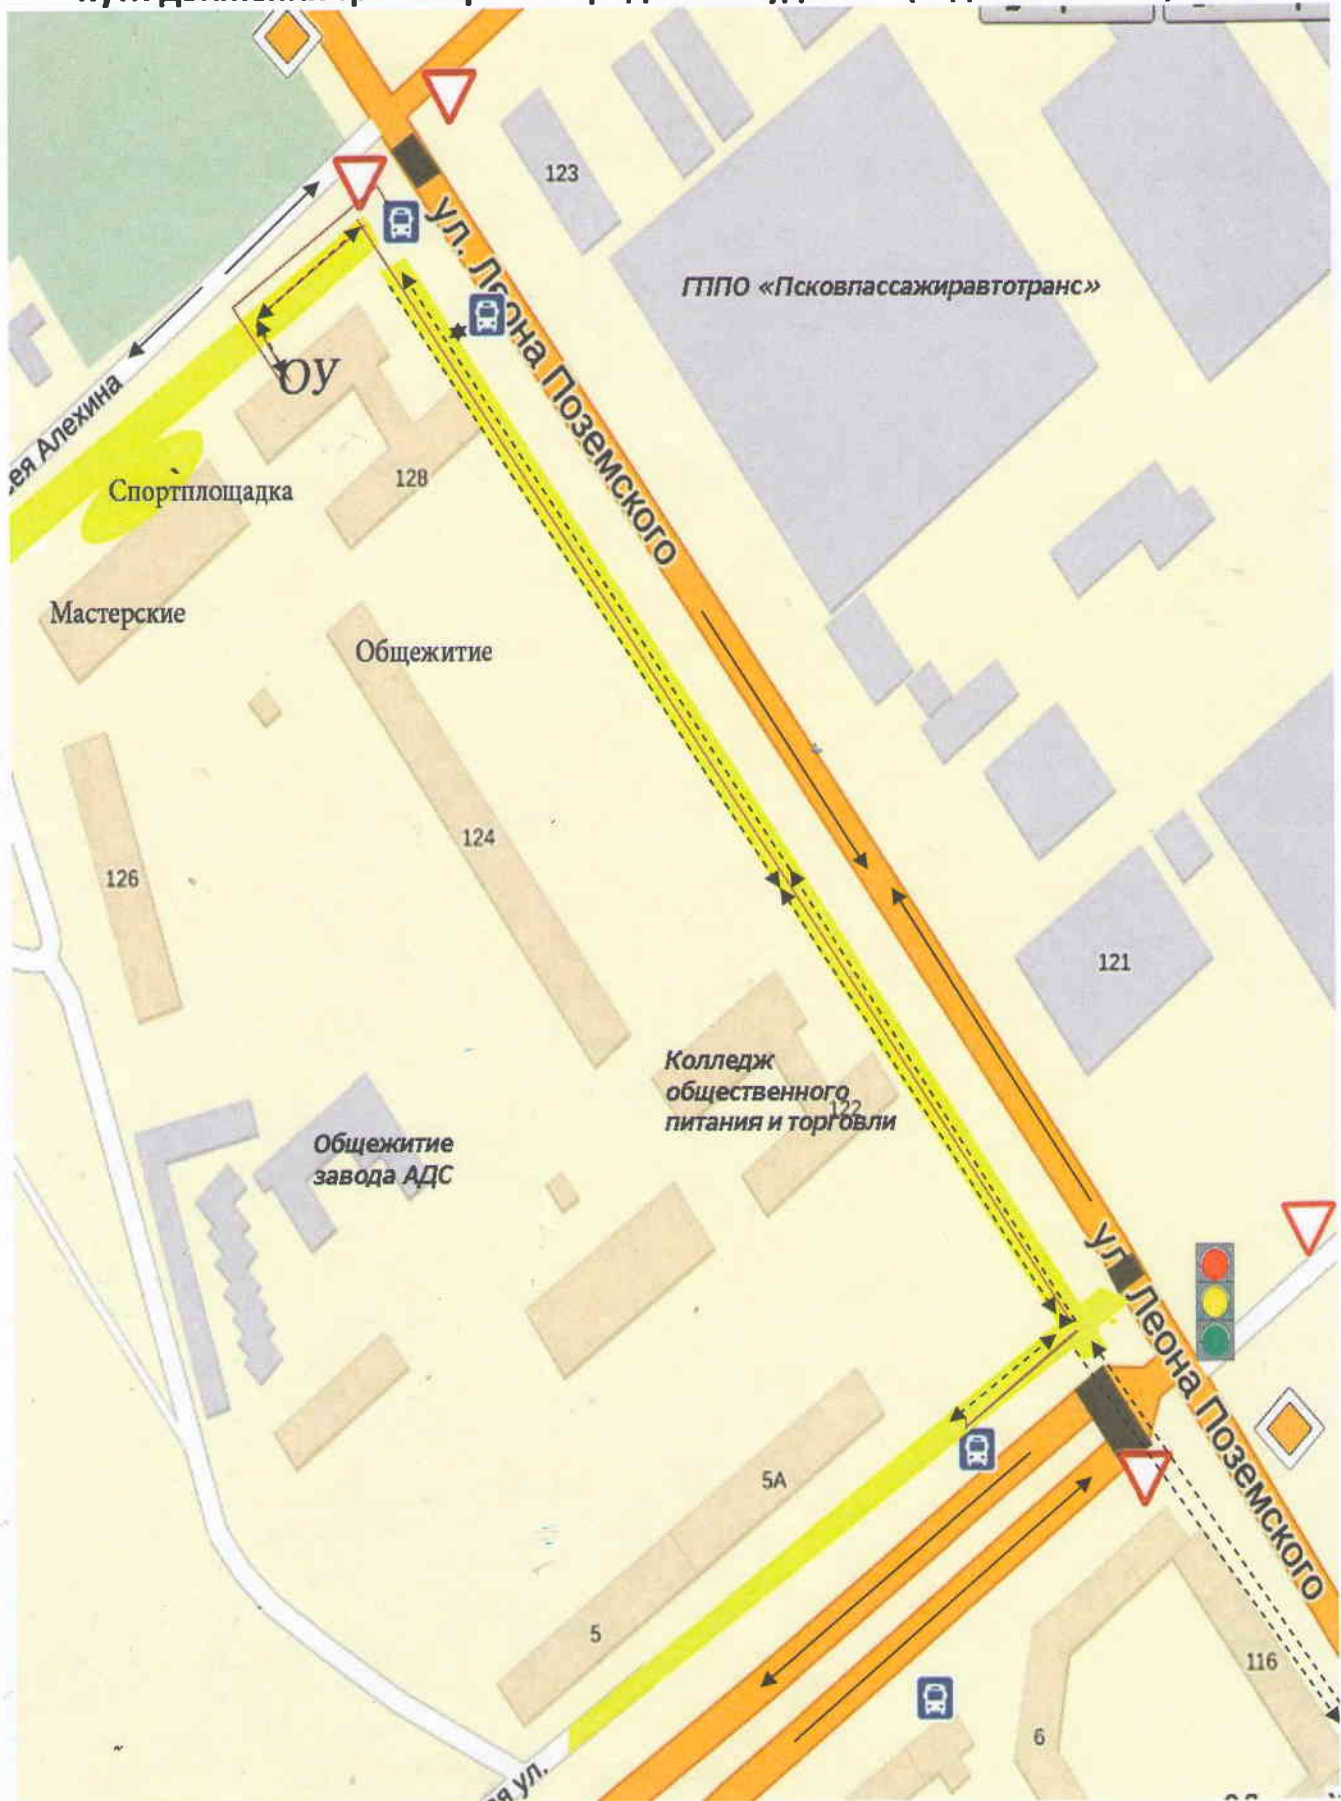 123
ул. Леона Поземского
ГППО «Псковпассажиравтотранс»
ОУ
ея Алехина
128
Спортплощадка
Мастерские
Общежитие
124
126
121
Колледж
общественного
122
питания и торговли
Общежитие
завода АДС
ул. Леона Поземского
5А
5
116
6
ул.